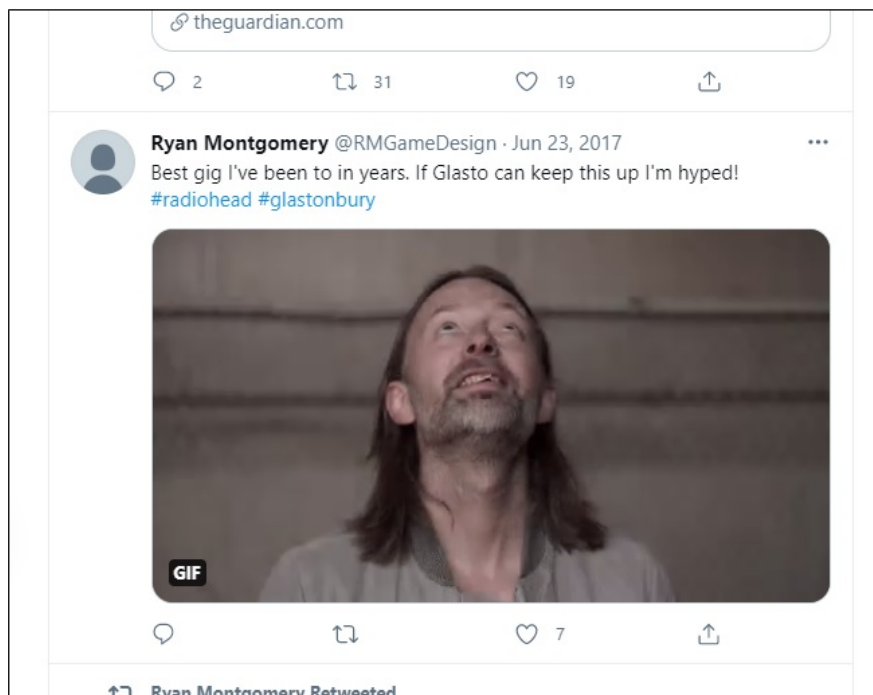 theguardian.com
2 31 19
Ryan Montgomery @RMGameDesign · Jun 23, 2017
Best gig I've been to in years. If Glasto can keep this up I'm hyped!
#radiohead #glastonbury
GIF
7
Ryan Montgomery Retweeted